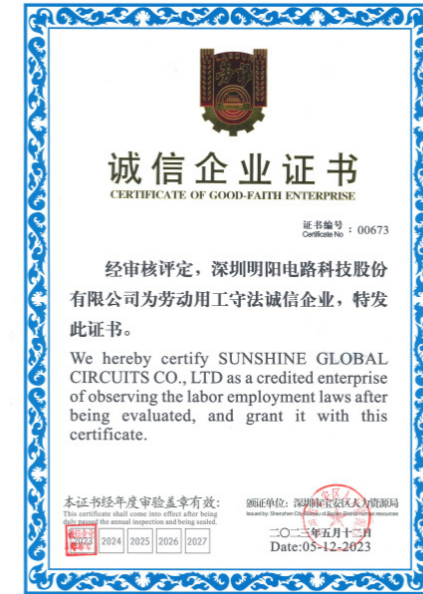 诚信企业证书
CERTIFICATE OF GOOD-FAITH ENTERPRISE
证书编号
Certificate No
: 00673
经审核评定，深圳明阳电路科技股份
有限公司为劳动用工守法诚信企业，特发
此证书。
We hereby certify SUNSHINE GLOBAL
CIRCUITS CO., LTD as a credited enterprise
of observing the labor employment laws after
being evaluated, and grant it with this
certificate.
本证书经年度审验盖章有效:
This certificate shall come into effect after being
duly passed the annual inspection and being sealed.
2023 2024 2025 2026 2027
颁证单位: 深圳市宝安区人力资源局
Issued by: Shenzhen City
human resources
二〇二三年五月十二日
Date:05-12-2023